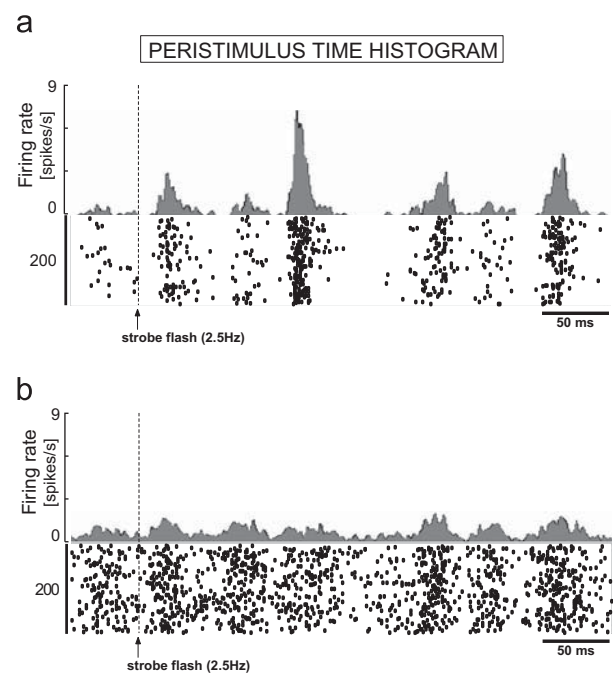 a
PERISTIMULUS TIME HISTOGRAM
9
Firing rate
[spikes/s]
0
200
50 ms
strobe flash (2.5Hz)
b
9
Firing rate
[spikes/s]
0
200
50 ms
strobe flash (2.5Hz)